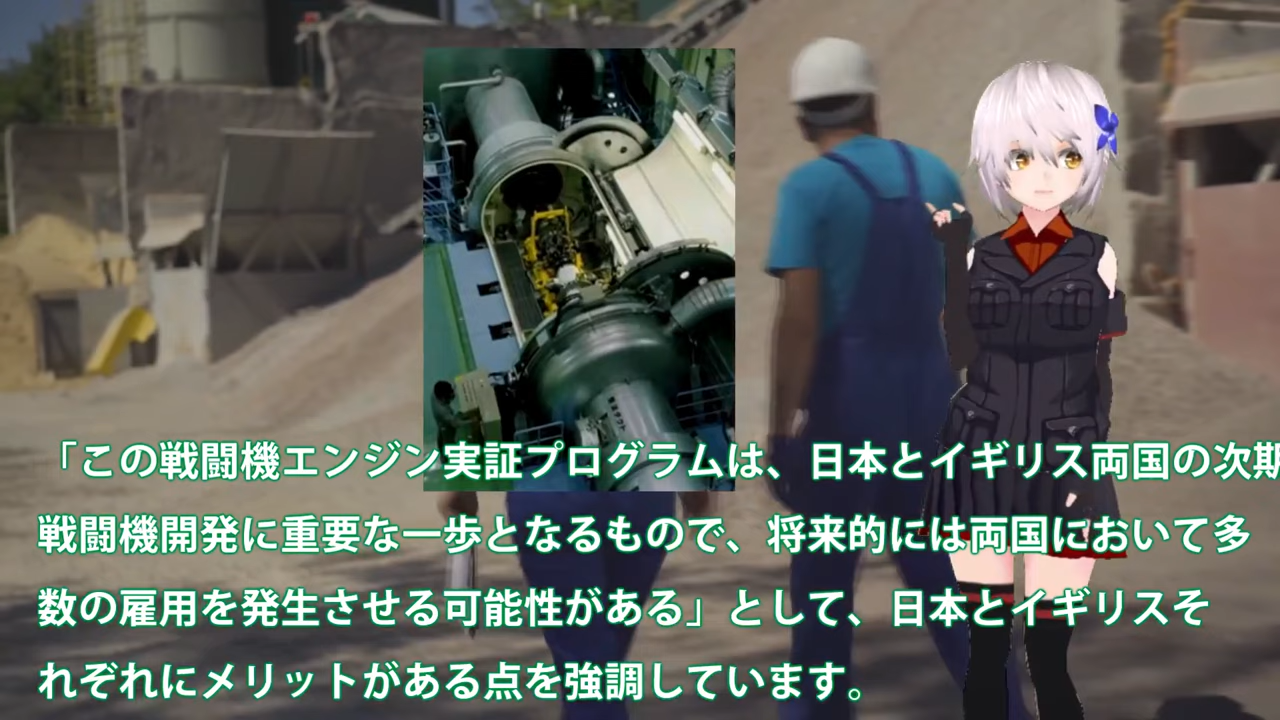 「この戦闘機エンジン実証プログラムは、日本とイギリス両国の次期
戦闘機開発に重要な一歩となるもので、将来的には両国において多
数の雇用を発生させる可能性がある」として、日本とイギリスそ
れぞれにメリットがある点を強調しています。